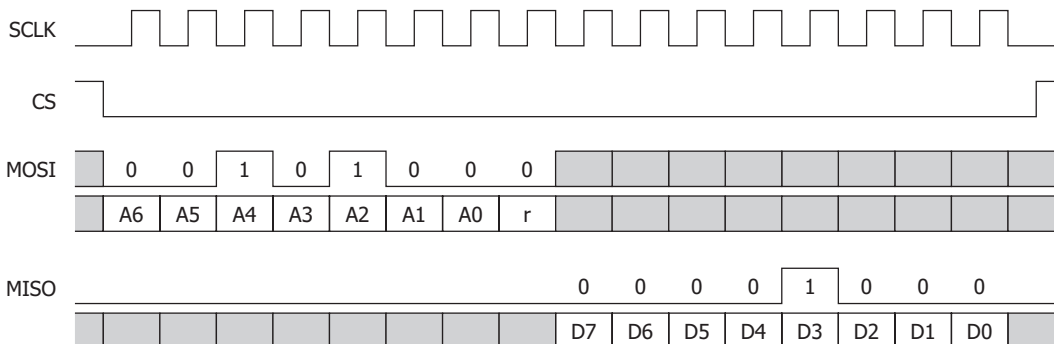 SCLK
CS
MOSI 0 0 1 0 1 0 0 0
A6 A5 A4 A3 A2 A1 A0 r
MISO 0 0 0 0 1 0 0 0
D7 D6 D5 D4 D3 D2 D1 D0